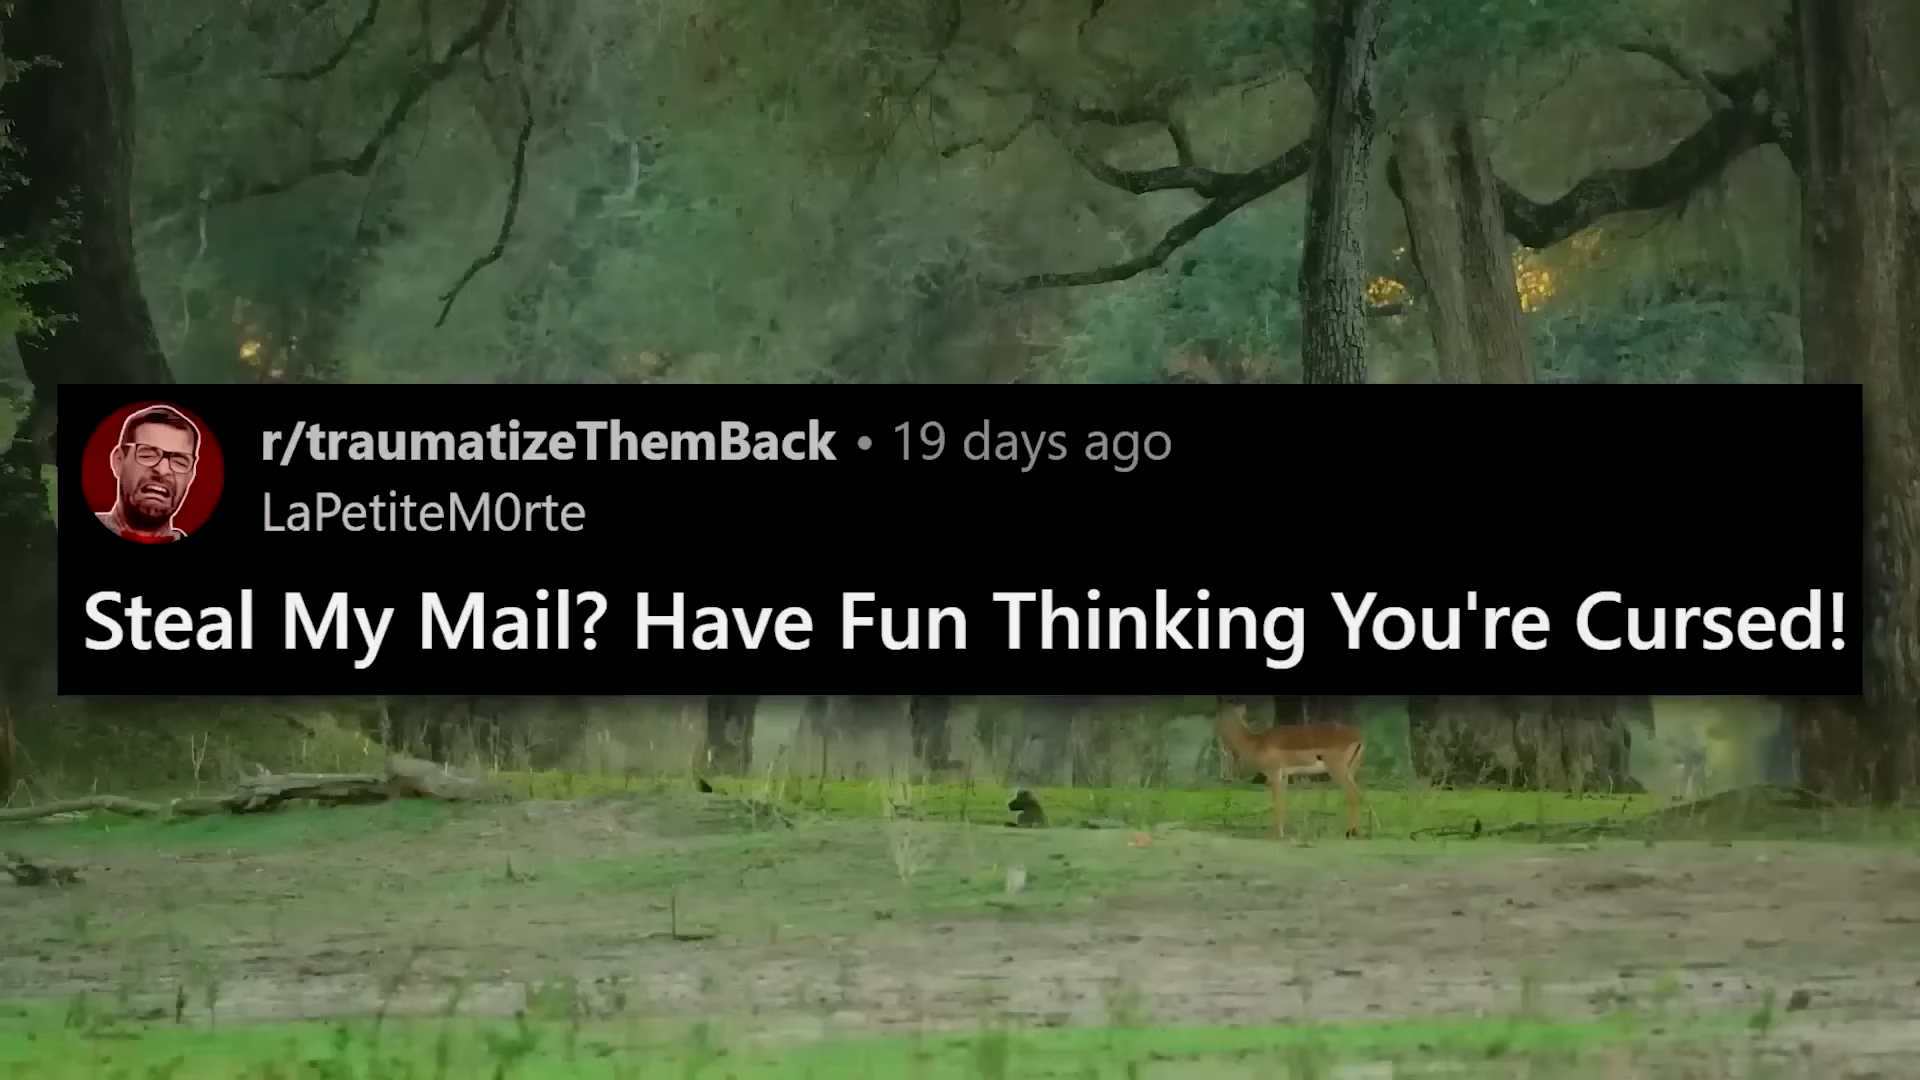 r/traumatizeThemBack • 19 days ago
LaPetiteM0rte
Steal My Mail? Have Fun Thinking You're Cursed!